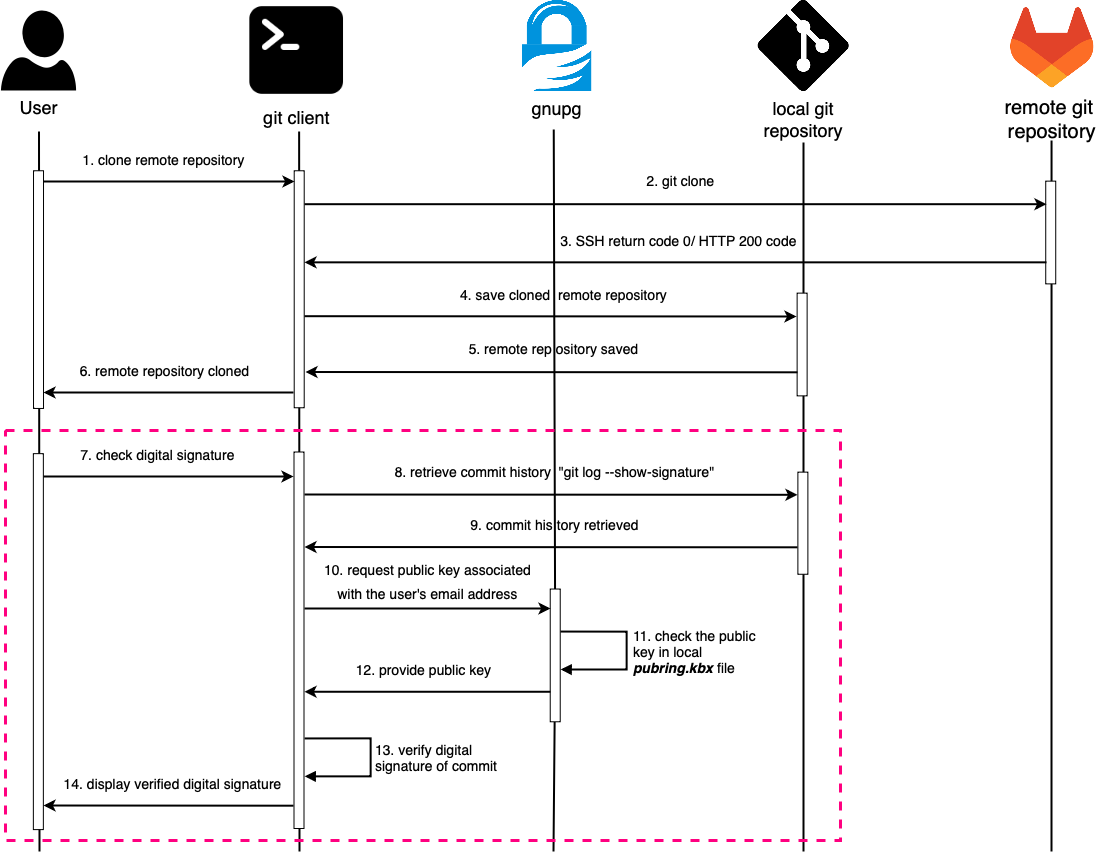 User
git client
gnupg
local git
repository
remote git
repository
1. clone remote repository
2. git clone
3. SSH return code 0/ HTTP 200 code
4. save cloned remote repository
5. remote repository saved
6. remote repository cloned
7. check digital signature
8. retrieve commit history "git log --show-signature"
9. commit history retrieved
10. request public key associated
with the user's email address
11. check the public
key in local
pubring.kbx file
12. provide public key
13. verify digital
signature of commit
14. display verified digital signature